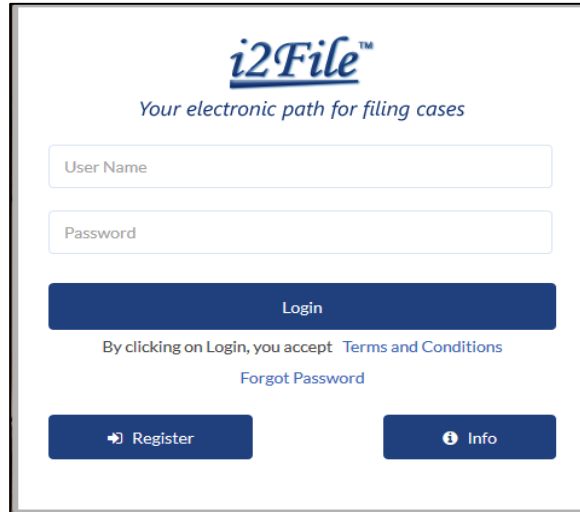 i2File™
Your electronic path for filing cases
User Name
Password
Login
By clicking on Login, you accept Terms and Conditions
Forgot Password
Register
Info